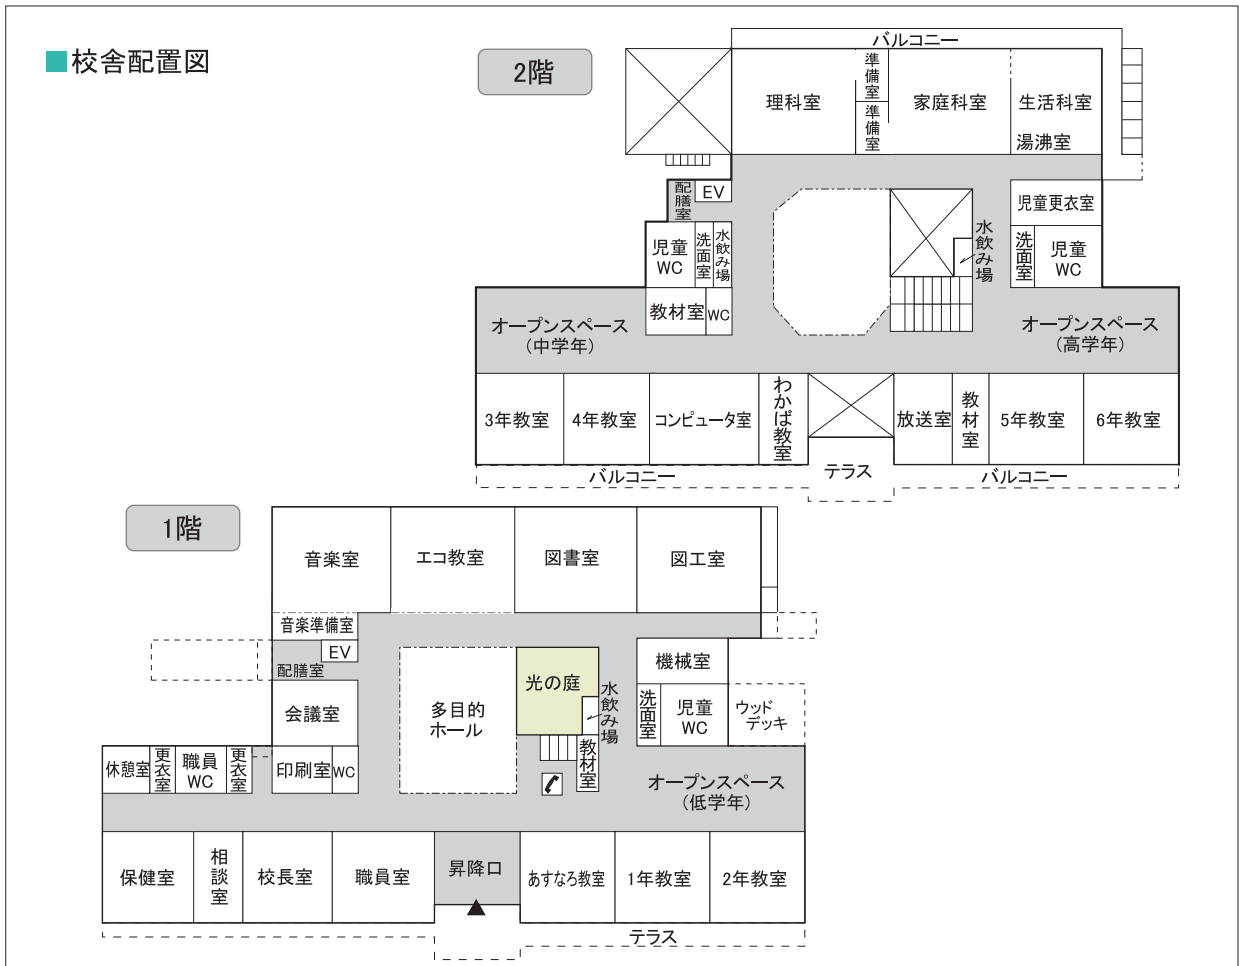 ■校舎配置図
2階
バルコニー
理科室
準備室
準備室
家庭科室
生活科室
湯沸室
配膳室
EV
児童更衣室
児童
WC
洗面室
水飲み場
水飲み場
洗面室
児童
WC
教材室
WC
オープンスペース
(中学年)
オープンスペース
(高学年)
3年教室
4年教室
コンピュータ室
わかば教室
放送室
教材室
5年教室
6年教室
バルコニー
テラス
バルコニー
1階
音楽室
エコ教室
図書室
図工室
音楽準備室
EV
配膳室
機械室
光の庭
水飲み場
洗面室
児童
WC
ウッド
デッキ
会議室
多目的
ホール
休憩室
更衣室
職員
WC
更衣室
印刷室
WC
教材室
オープンスペース
(低学年)
保健室
相談室
校長室
職員室
昇降口
あすなろ教室
1年教室
2年教室
テラス